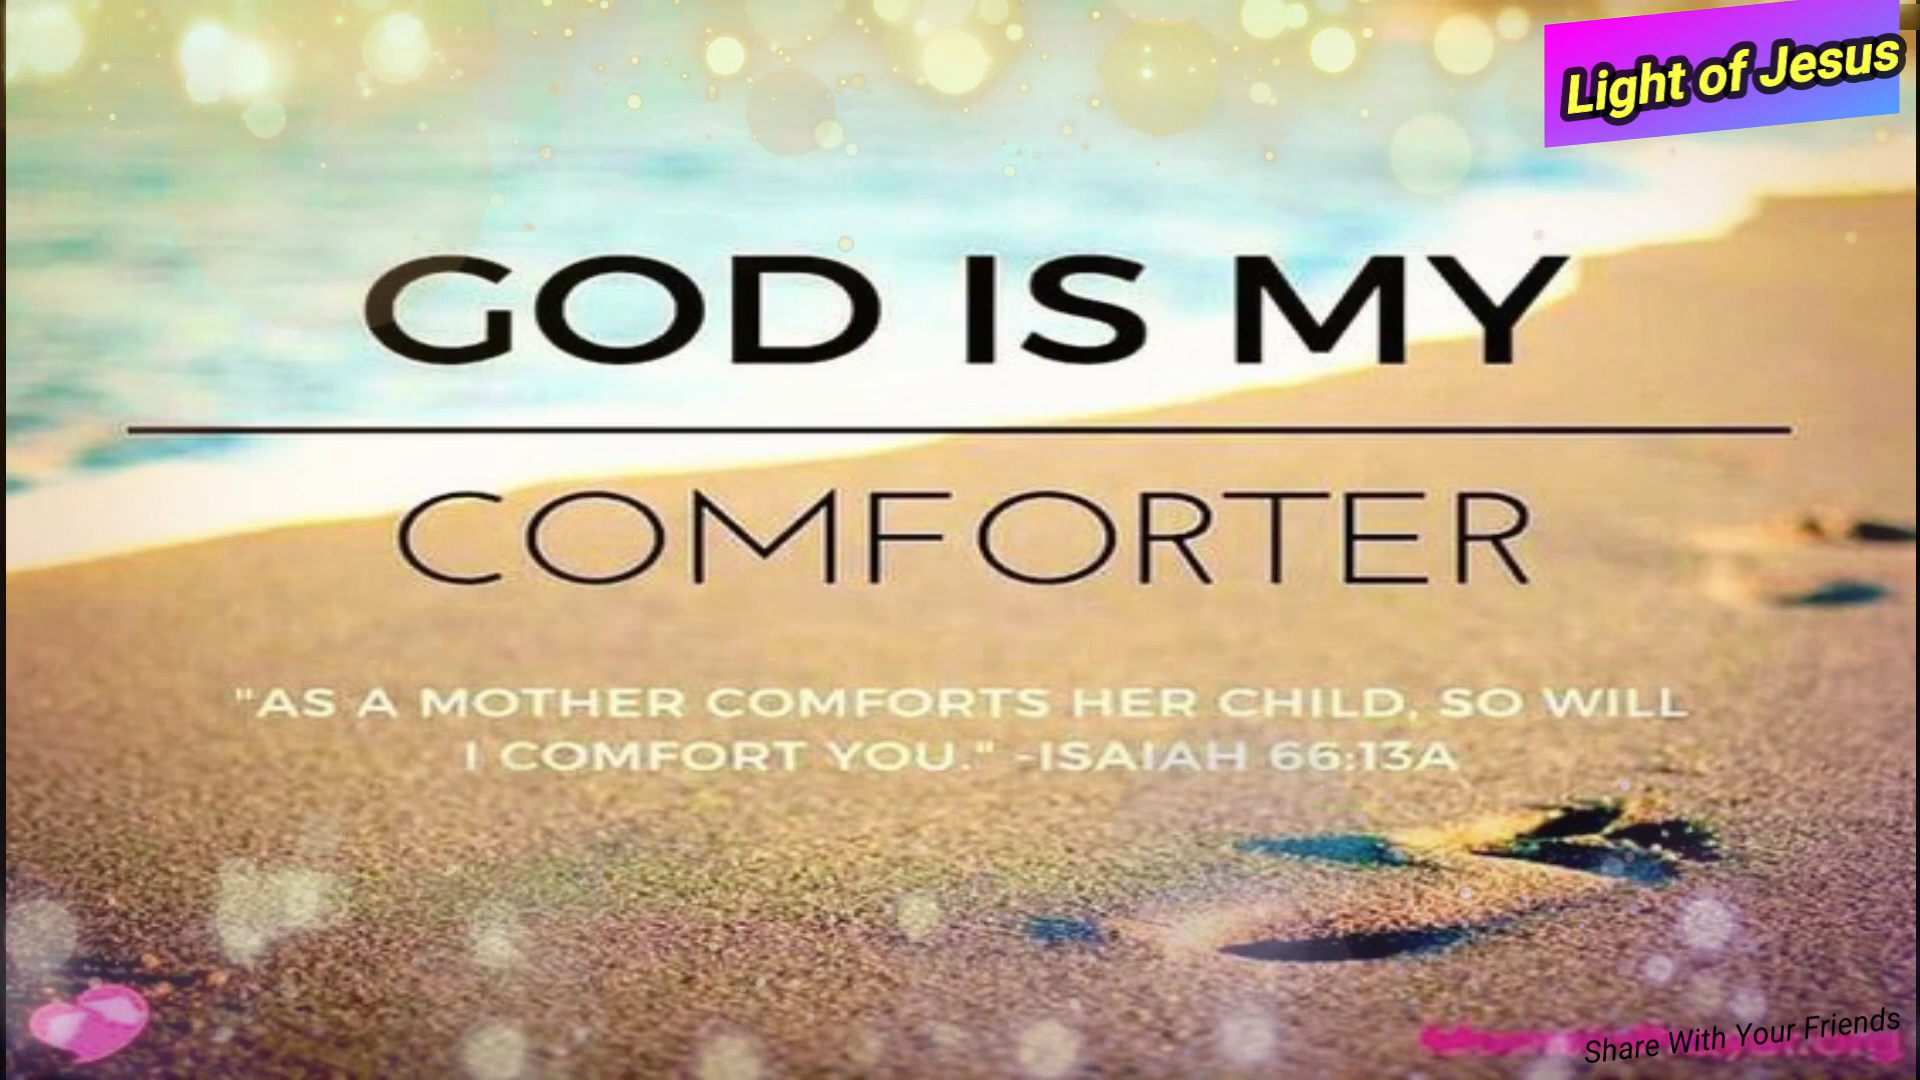 Light of Jesus
GOD IS MY
COMFORTER
"AS A MOTHER COMFORTS HER CHILD, SO WILL
I COMFORT YOU." -ISAIAH 66:13A
Share With Your Friends